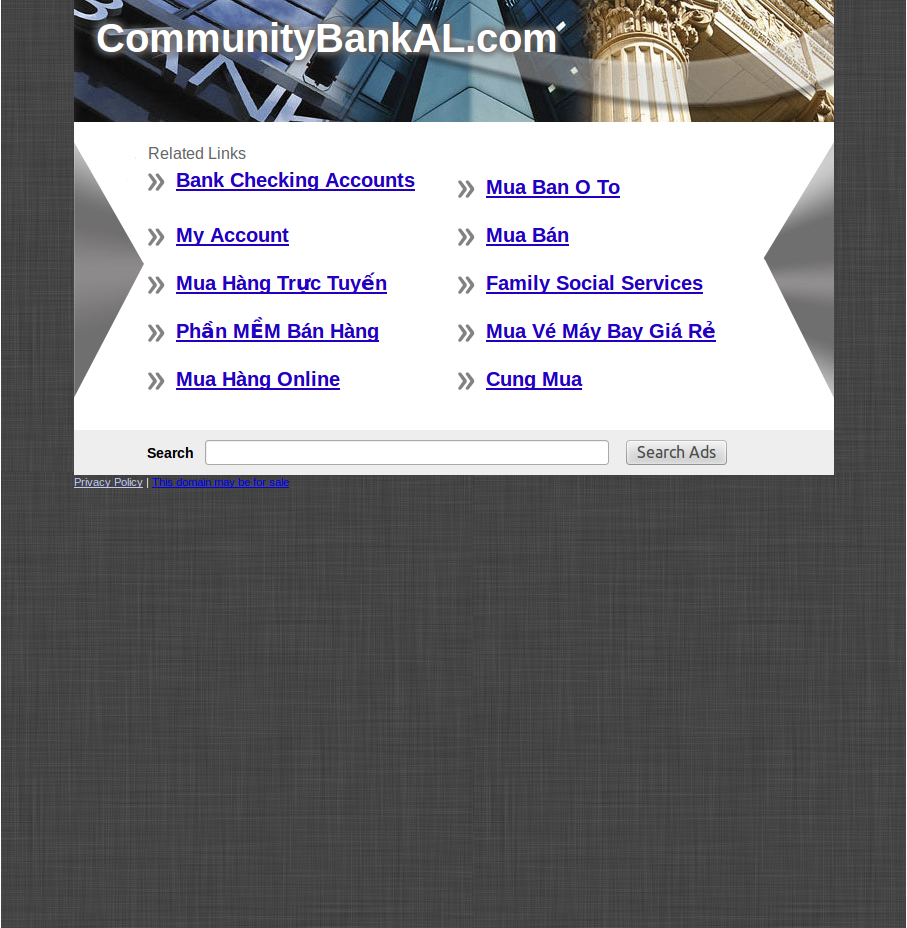 CommunityBankAL.com
Related Links
Bank Checking Accounts
Mua Ban O To
My Account
Mua Bán
Mua Hàng Trực Tuyến
Family Social Services
Phần MỀM Bán Hàng
Mua Vé Máy Bay Giá Rẻ
Mua Hàng Online
Cung Mua
Search
Search Ads
Privacy Policy | This domain may be for sale